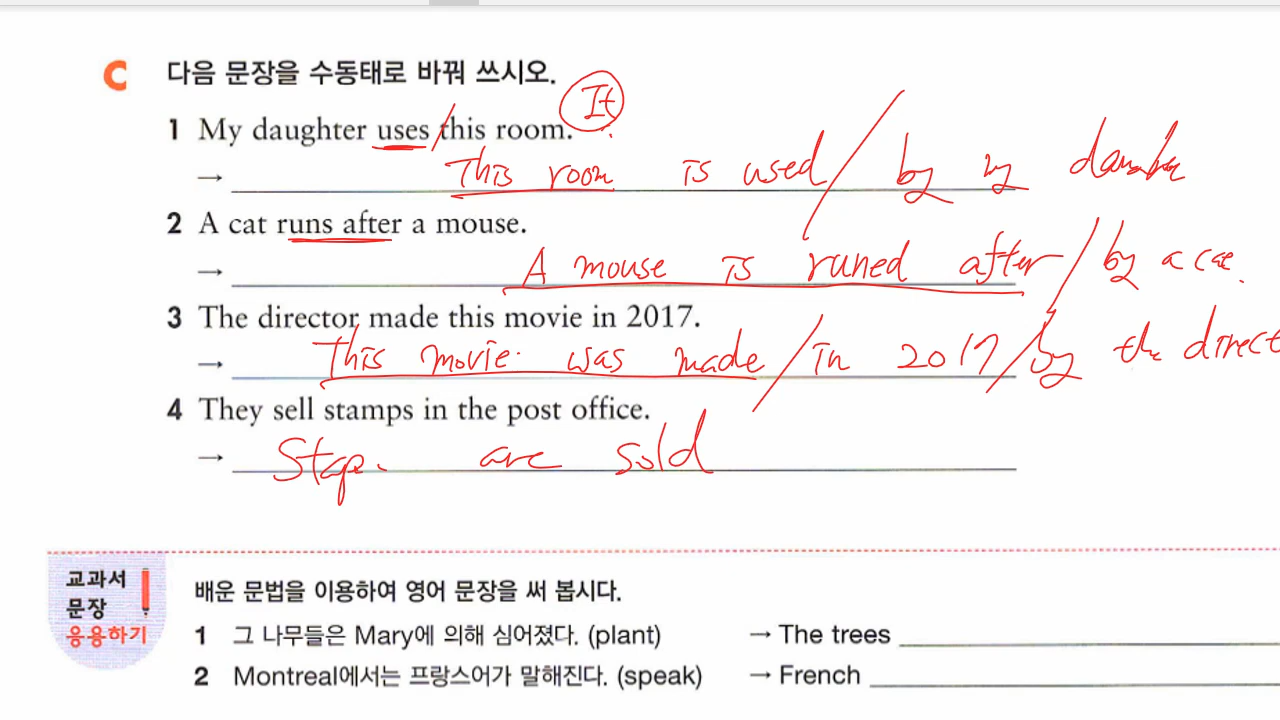 C 다음 문장을 수동태로 바꿔 쓰시오.
It
1 My daughter uses / this room.
→ This room is used / by my daughter
2 A cat runs after a mouse.
→ A mouse is runed after / by a cat.
3 The director made this movie in 2017.
→ This movie was made / in 2017 / by the direct
4 They sell stamps in the post office.
→ are sold
교과서
문장
응용하기
배운 문법을 이용하여 영어 문장을 써 봅시다.
1 그 나무들은 Mary에 의해 심어졌다. (plant) → The trees
2 Montreal에서는 프랑스어가 말해진다. (speak) → French